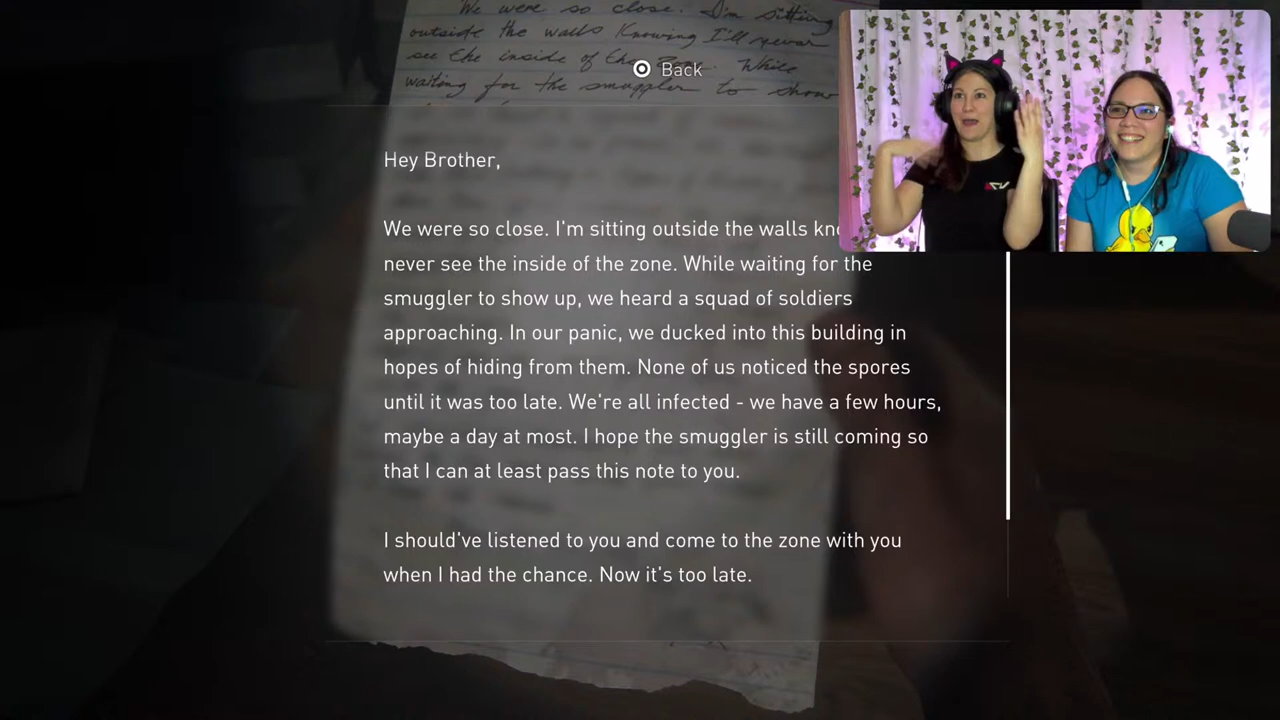 We were so close. I'm sitting
outside the walls Knowing I'll never
see the inside of the While
waiting for the smuggler to show
Back
Hey Brother,
We were so close. I'm sitting outside the walls
never see the inside of the zone. While waiting for the
smuggler to show up, we heard a squad of soldiers
approaching. In our panic, we ducked into this building in
hopes of hiding from them. None of us noticed the spores
until it was too late. We're all infected - we have a few hours,
maybe a day at most. I hope the smuggler is still coming so
that I can at least pass this note to you.
I should've listened to you and come to the zone with you
when I had the chance. Now it's too late.